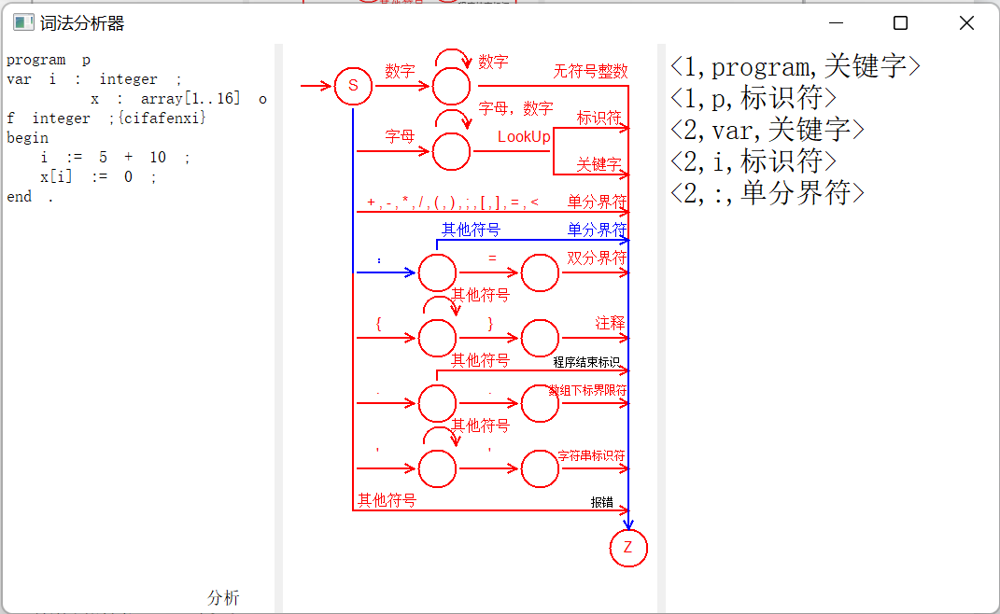 词法分析器
program p
var i : integer ;
x : array[1..16] o
f integer ;{cifafenxi}
begin
i := 5 + 10 ;
x[i] := 0 ;
end .
分析
S
数字
数字
无符号整数
字母
字母，数字
LookUp
标识符
关键字
+,-,*,/,(,),;,[,],=,<
单分界符
其他符号
单分界符
:
=
双分界符
其他符号
{
}
注释
其他符号
程序结束标识
.
.
数组下标界限符
其他符号
'
'
字符串标识符
其他符号
报错
Z
<1,program,关键字>
<1,p,标识符>
<2,var,关键字>
<2,i,标识符>
<2,:,单分界符>